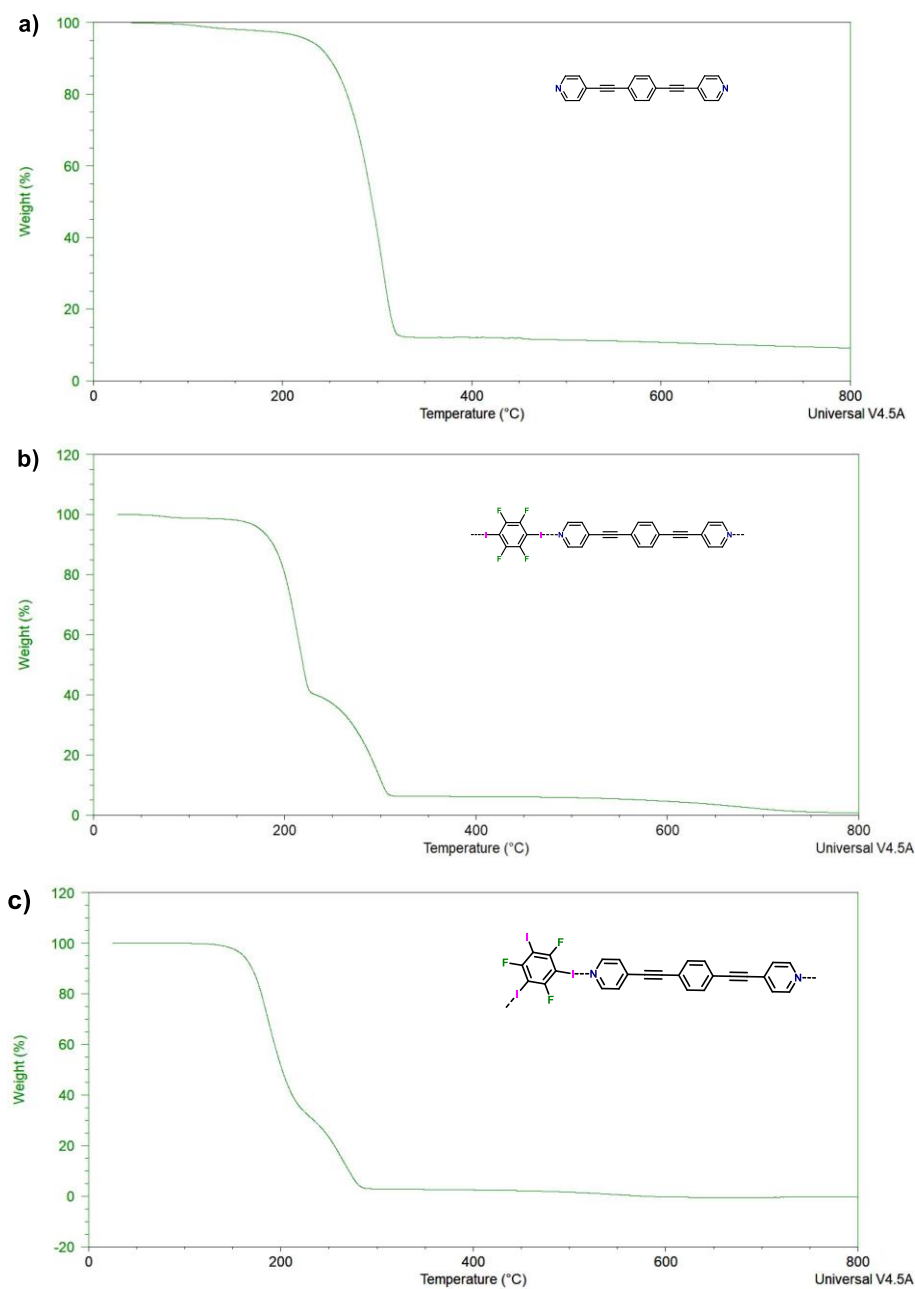 a)
100
80
60
40
20
0
Weight (%)
N
N
0
200
400
600
800
Temperature (°C)
Universal V4.5A
b)
120
100
80
60
40
20
0
Weight (%)
F
F
I
I
N
N
F
F
0
200
400
600
800
Temperature (°C)
Universal V4.5A
c)
120
100
80
60
40
20
0
-20
Weight (%)
I
F
F
I
N
N
I
F
0
200
400
600
800
Temperature (°C)
Universal V4.5A